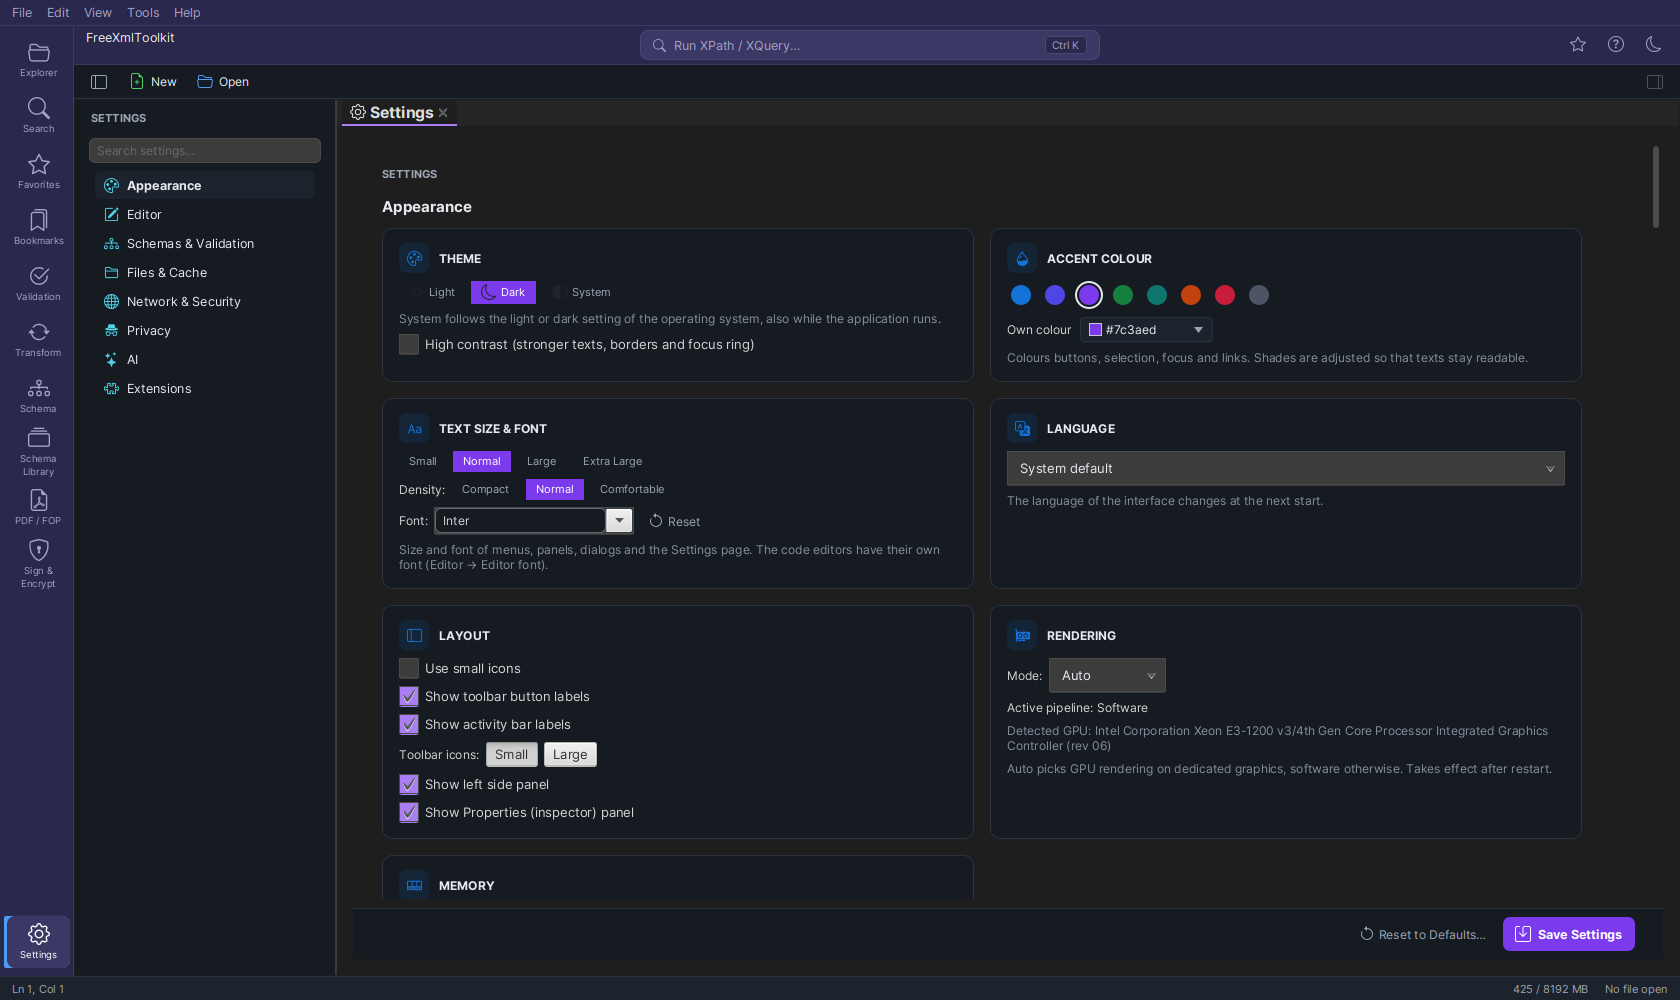 File Edit View Tools Help
FreeXmlToolkit
Run XPath / XQuery... Ctrl K
New Open
Explorer
Search
Favorites
Bookmarks
Validation
Transform
Schema
Schema
Library
PDF / FOP
Sign &
Encrypt
Settings
SETTINGS
Search settings...
Appearance
Editor
Schemas & Validation
Files & Cache
Network & Security
Privacy
AI
Extensions
Settings
SETTINGS
Appearance
THEME
Light Dark System
System follows the light or dark setting of the operating system, also while the application runs.
High contrast (stronger texts, borders and focus ring)
ACCENT COLOUR
Own colour #7c3aed
Colours buttons, selection, focus and links. Shades are adjusted so that texts stay readable.
Aa TEXT SIZE & FONT
Small Normal Large Extra Large
Density: Compact Normal Comfortable
Font: Inter Reset
Size and font of menus, panels, dialogs and the Settings page. The code editors have their own
font (Editor → Editor font).
LANGUAGE
System default
The language of the interface changes at the next start.
LAYOUT
Use small icons
Show toolbar button labels
Show activity bar labels
Toolbar icons: Small Large
Show left side panel
Show Properties (inspector) panel
RENDERING
Mode: Auto
Active pipeline: Software
Detected GPU: Intel Corporation Xeon E3-1200 v3/4th Gen Core Processor Integrated Graphics
Controller (rev 06)
Auto picks GPU rendering on dedicated graphics, software otherwise. Takes effect after restart.
MEMORY
Reset to Defaults... Save Settings
Ln 1, Col 1 425 / 8192 MB No file open